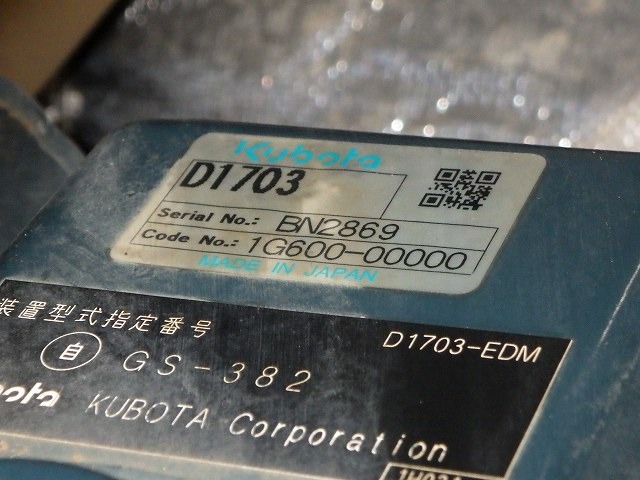 Kubota
D1703
Serial No.: BN2869
Code No.: 1G600-00000
MADE IN JAPAN
装置型式指定番号
D1703-EDM
自 GS-382
KUBOTA Corporation